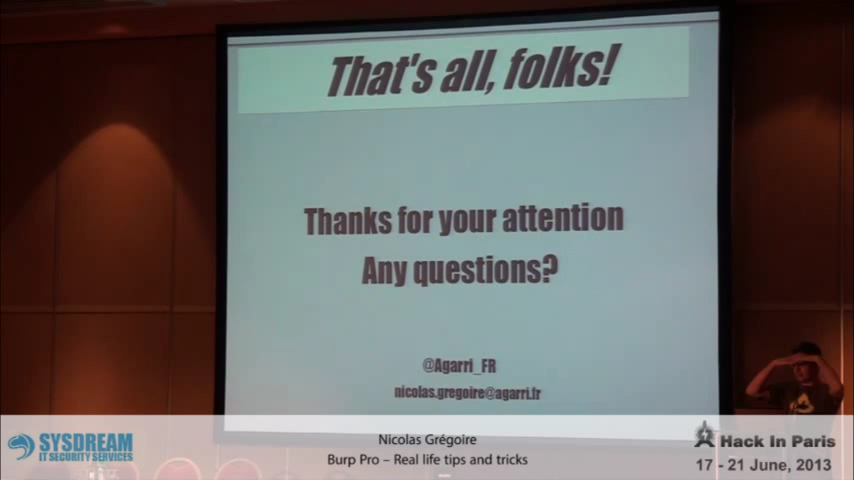 That's all, folks!
Thanks for your attention
Any questions?
@Agarri_FR
nicolas.gregoire@agarri.fr
SYSDREAM
IT SECURITY SERVICES
Nicolas Grégoire
Burp Pro – Real life tips and tricks
Hack In Paris
17 - 21 June, 2013